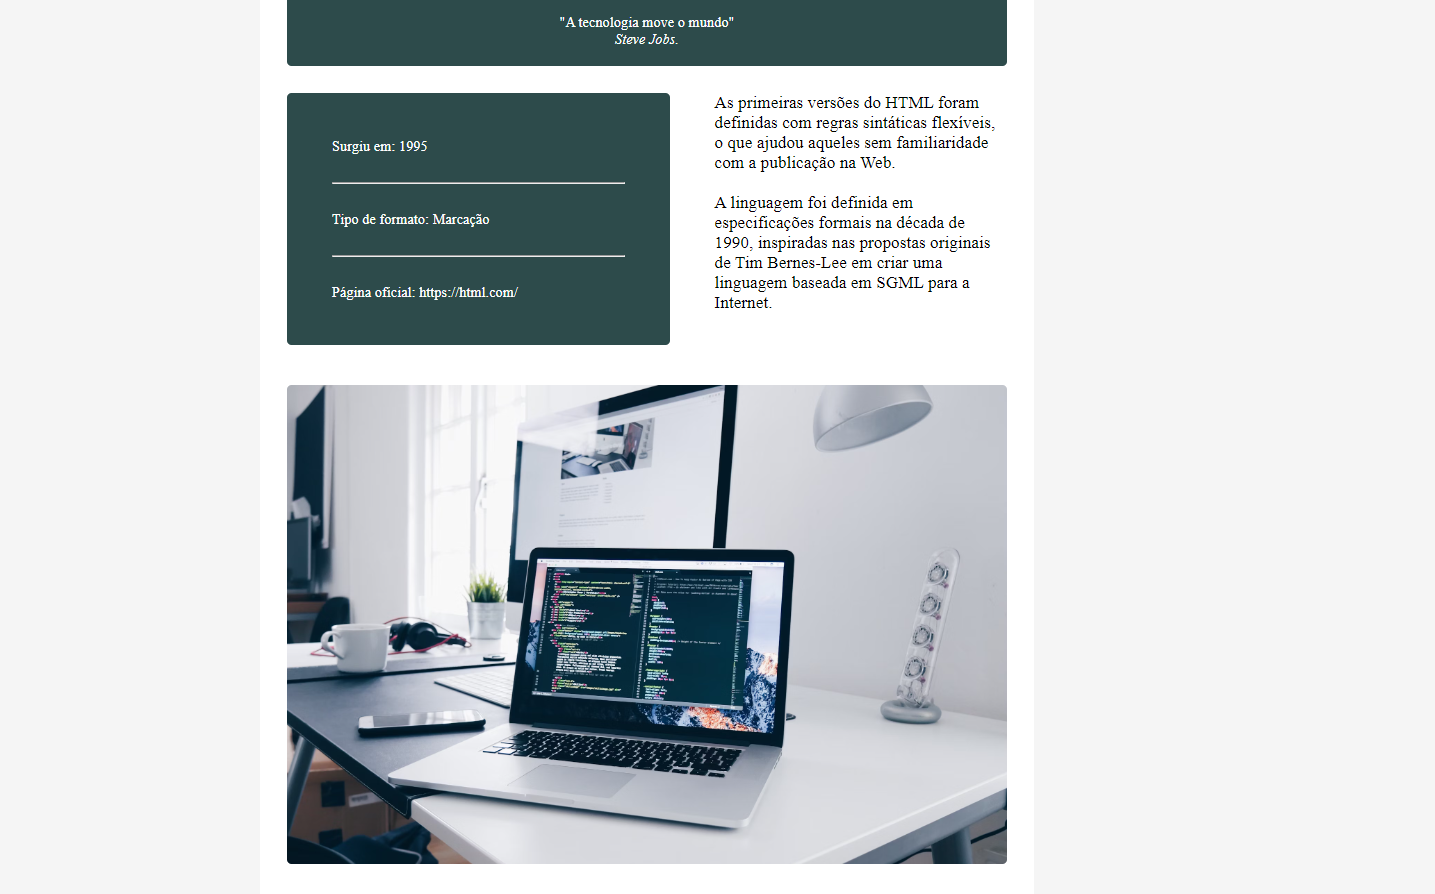 "A tecnologia move o mundo"
Steve Jobs.
Surgiu em: 1995
Tipo de formato: Marcação
Página oficial: https://html.com/
As primeiras versões do HTML foram
definidas com regras sintáticas flexíveis,
o que ajudou aqueles sem familiaridade
com a publicação na Web.
A linguagem foi definida em
especificações formais na década de
1990, inspiradas nas propostas originais
de Tim Bernes-Lee em criar uma
linguagem baseada em SGML para a
Internet.